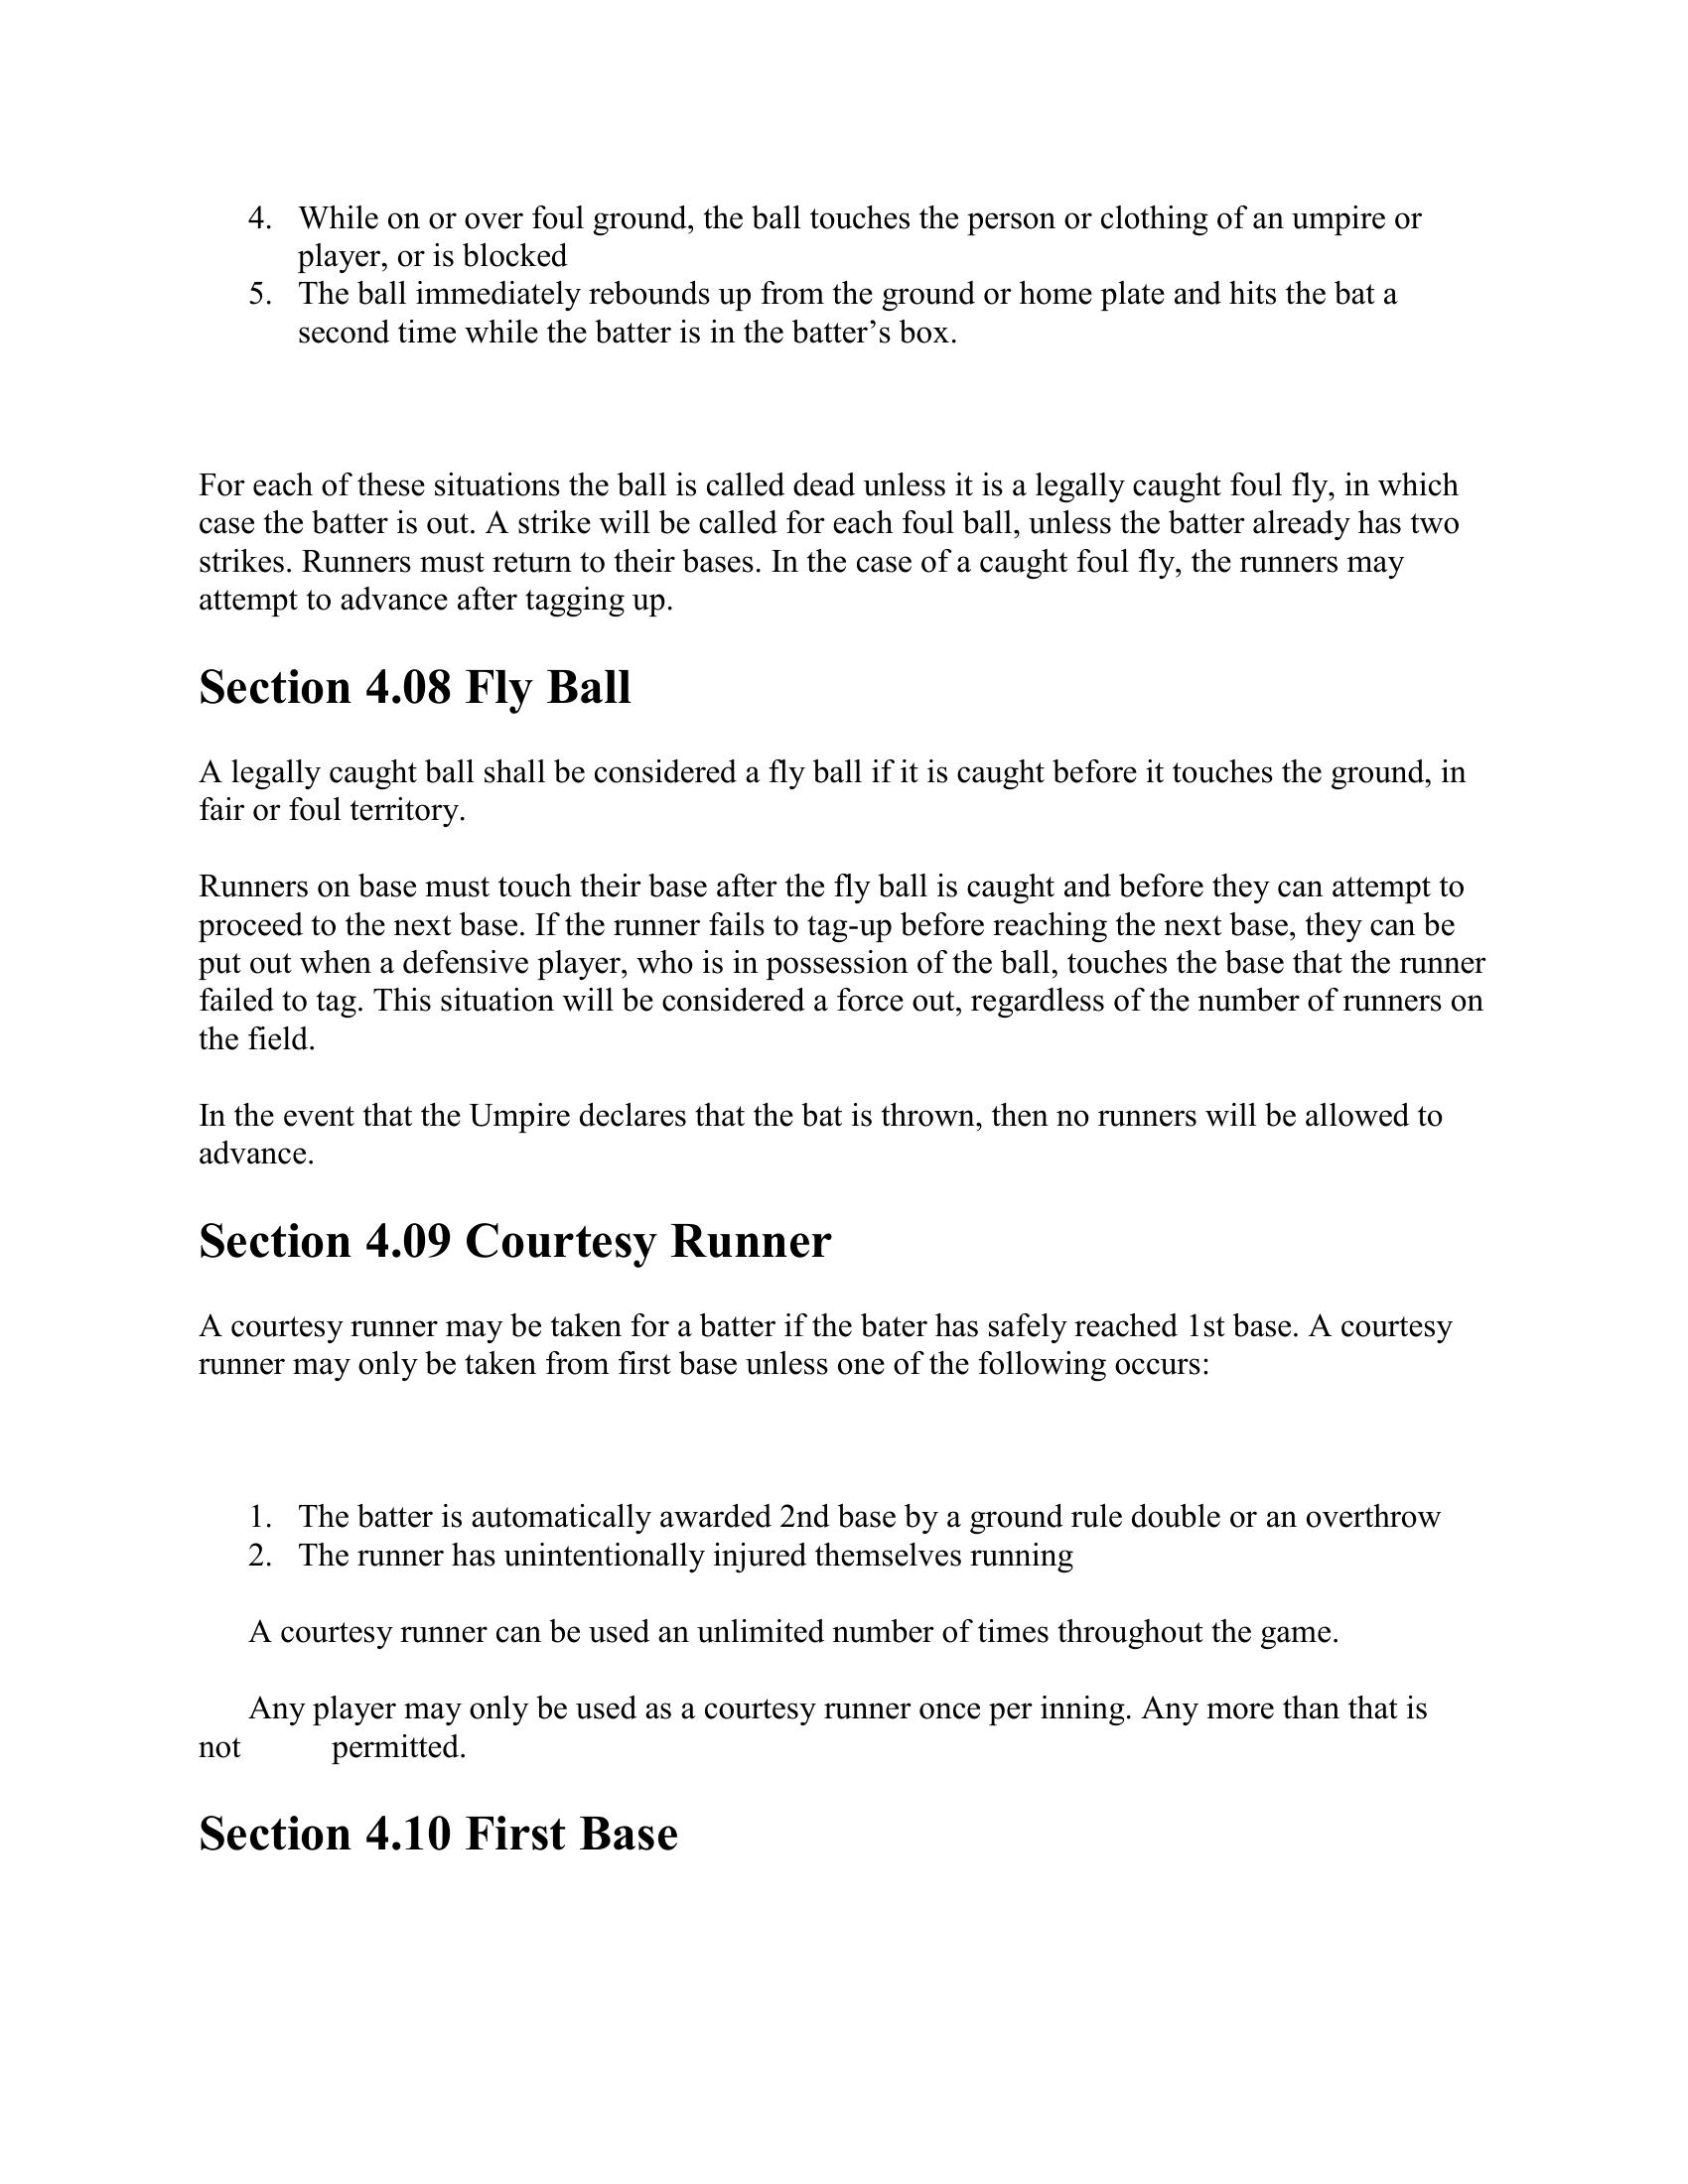 4. While on or over foul ground, the ball touches the person or clothing of an umpire or
player, or is blocked
5. The ball immediately rebounds up from the ground or home plate and hits the bat a
second time while the batter is in the batter’s box.
For each of these situations the ball is called dead unless it is a legally caught foul fly, in which
case the batter is out. A strike will be called for each foul ball, unless the batter already has two
strikes. Runners must return to their bases. In the case of a caught foul fly, the runners may
attempt to advance after tagging up.
Section 4.08 Fly Ball
A legally caught ball shall be considered a fly ball if it is caught before it touches the ground, in
fair or foul territory.
Runners on base must touch their base after the fly ball is caught and before they can attempt to
proceed to the next base. If the runner fails to tag-up before reaching the next base, they can be
put out when a defensive player, who is in possession of the ball, touches the base that the runner
failed to tag. This situation will be considered a force out, regardless of the number of runners on
the field.
In the event that the Umpire declares that the bat is thrown, then no runners will be allowed to
advance.
Section 4.09 Courtesy Runner
A courtesy runner may be taken for a batter if the bater has safely reached 1st base. A courtesy
runner may only be taken from first base unless one of the following occurs:
1. The batter is automatically awarded 2nd base by a ground rule double or an overthrow
2. The runner has unintentionally injured themselves running
A courtesy runner can be used an unlimited number of times throughout the game.
Any player may only be used as a courtesy runner once per inning. Any more than that is
not permitted.
Section 4.10 First Base